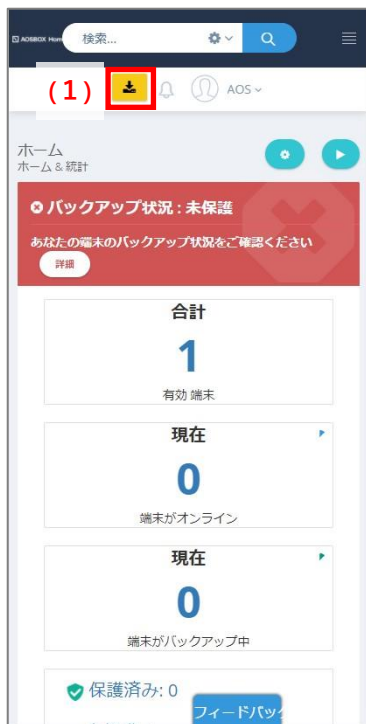 AOSBOX Hom
検索...
(1)
AOS
ホーム
ホーム & 統計
バックアップ状況 : 未保護
あなたの端末のバックアップ状況をご確認ください
詳細
合計
1
有効 端末
現在
0
端末がオンライン
現在
0
端末がバックアップ中
保護済み: 0
フィードバック